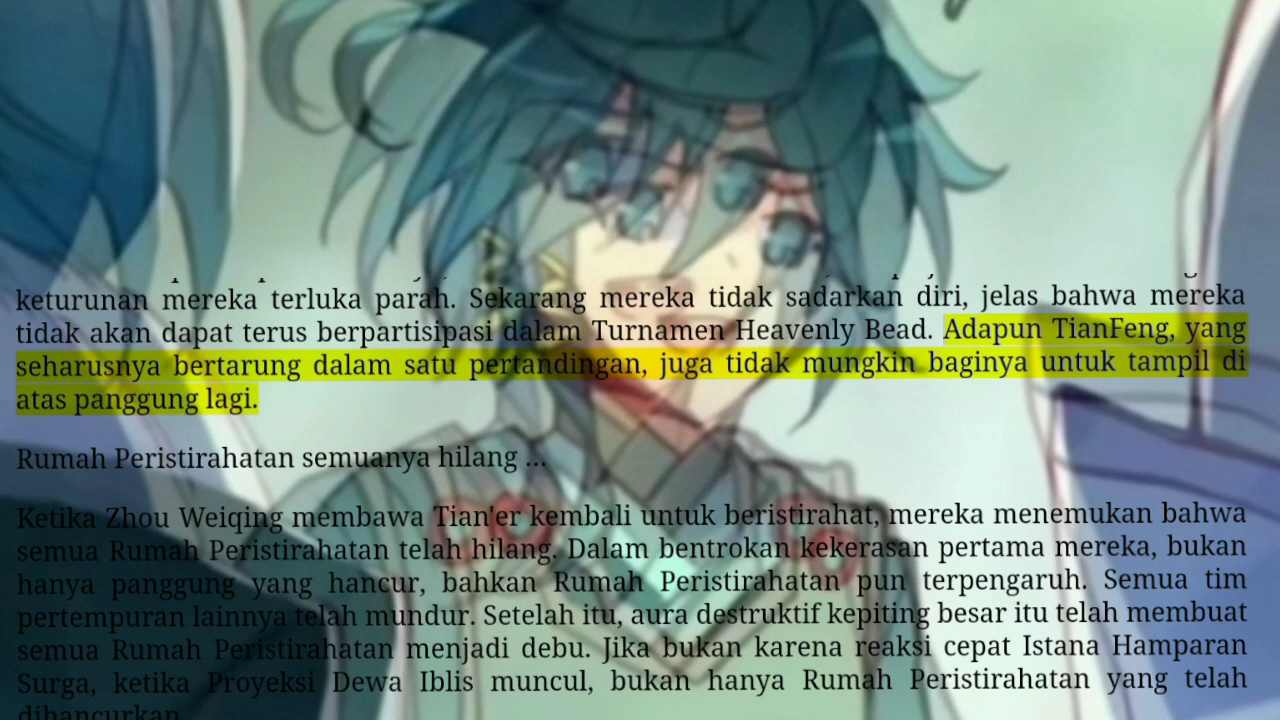 keturunan mereka terluka parah. Sekarang mereka tidak sadarkan diri, jelas bahwa mereka
tidak akan dapat terus berpartisipasi dalam Turnamen Heavenly Bead. Adapun TianFeng, yang
seharusnya bertarung dalam satu pertandingan, juga tidak mungkin baginya untuk tampil di
atas panggung lagi.
Rumah Peristirahatan semuanya hilang ...
Ketika Zhou Weiqing membawa Tian'er kembali untuk beristirahat, mereka menemukan bahwa
semua Rumah Peristirahatan telah hilang. Dalam bentrokan kekerasan pertama mereka, bukan
hanya panggung yang hancur, bahkan Rumah Peristirahatan pun terpengaruh. Semua tim
pertempuran lainnya telah mundur. Setelah itu, aura destruktif kepiting besar itu telah membuat
semua Rumah Peristirahatan menjadi debu. Jika bukan karena reaksi cepat Istana Hamparan
Surga, ketika Proyeksi Dewa Iblis muncul, bukan hanya Rumah Peristirahatan yang telah
dihancurkan